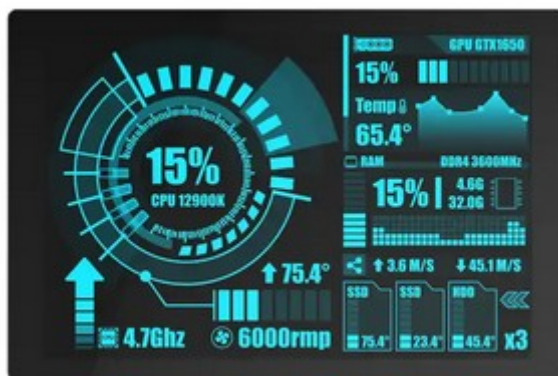 15%
CPU 12900K
75.4°
4.7Ghz
6000rmp
GPU GTX1650
15%
Temp
65.4°
RAM
DDR4 3600MHz
15%
4.6G
32.0G
3.6 M/S
45.1 M/S
SSD
SSD
HDD
75.4°
23.4°
45.4°
X3